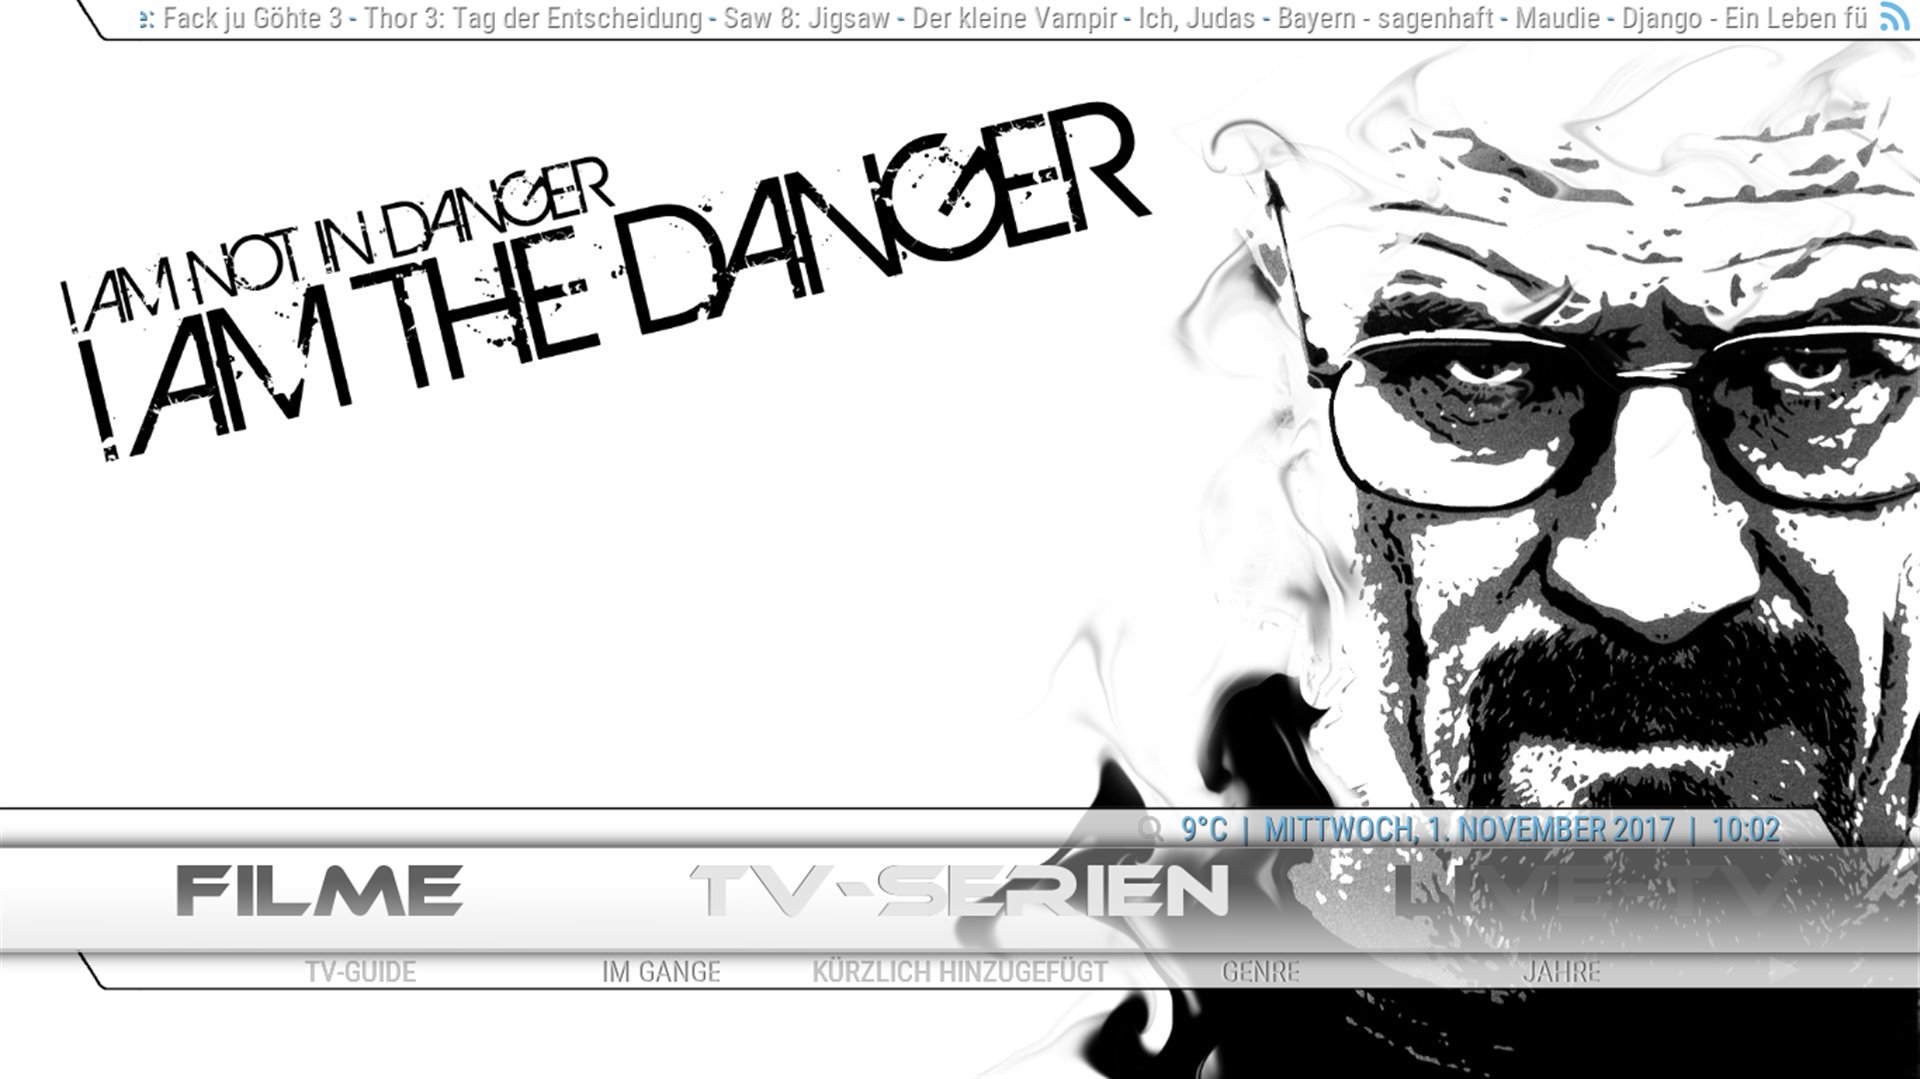 e: Fack ju Göhte 3 - Thor 3: Tag der Entscheidung - Saw 8: Jigsaw - Der kleine Vampir - Ich, Judas - Bayern - sagenhaft - Maudie - Django - Ein Leben fü
I AM NOT IN DANGER
I AM THE DANGER
9°C | MITTWOCH, 1. NOVEMBER 2017 | 10:02
FILME TV-SERIEN LIVE-TV
TV-GUIDE IM GANGE KÜRZLICH HINZUGEFÜGT GENRE JAHRE